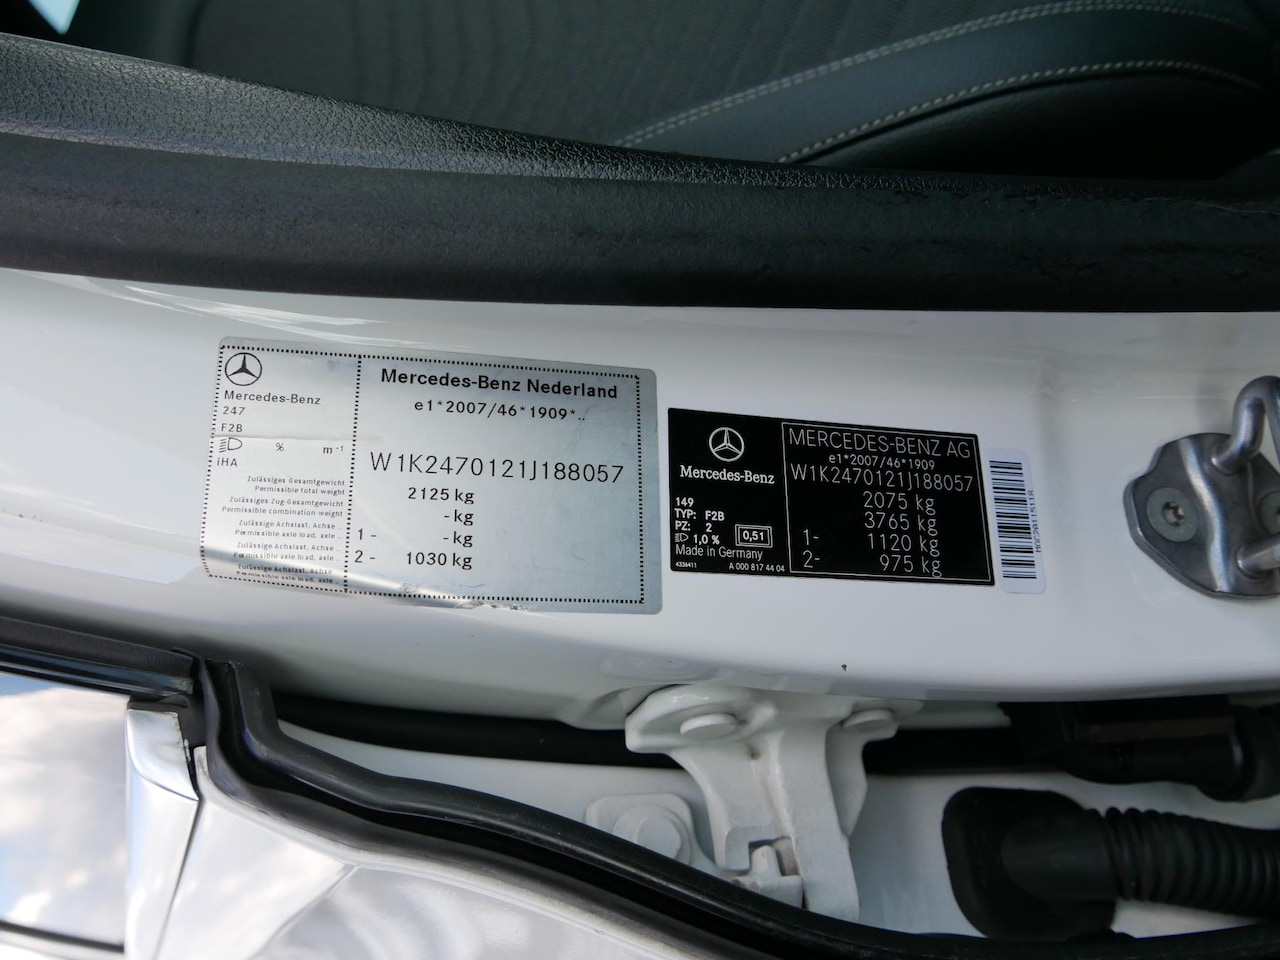 Mercedes-Benz
247
F2B
% m⁻¹
iHA
Zulässiges Gesamtgewicht
Permissible total weight
Zulässige Zug-Gesamtgewicht
Permissible combination weight
Zulässige Achslast, Achse ..
Permissible axle load, axle ..
Zulässige Achslast, Achse ..
Permissible axle load, axle ..
Zulässige Achslast, Achse
Mercedes-Benz Nederland
e1*2007/46*1909*..
W1K2470121J188057
2125 kg
- kg
1 - - kg
2 - 1030 kg
Mercedes-Benz
149
TYP: F2B
PZ: 2
1,0 % 0,51
Made in Germany
4336411 A 000 817 44 04
MERCEDES-BENZ AG
e1*2007/46*1909
W1K2470121J188057
2075 kg
3765 kg
1- 1120 kg
2- 975 kg